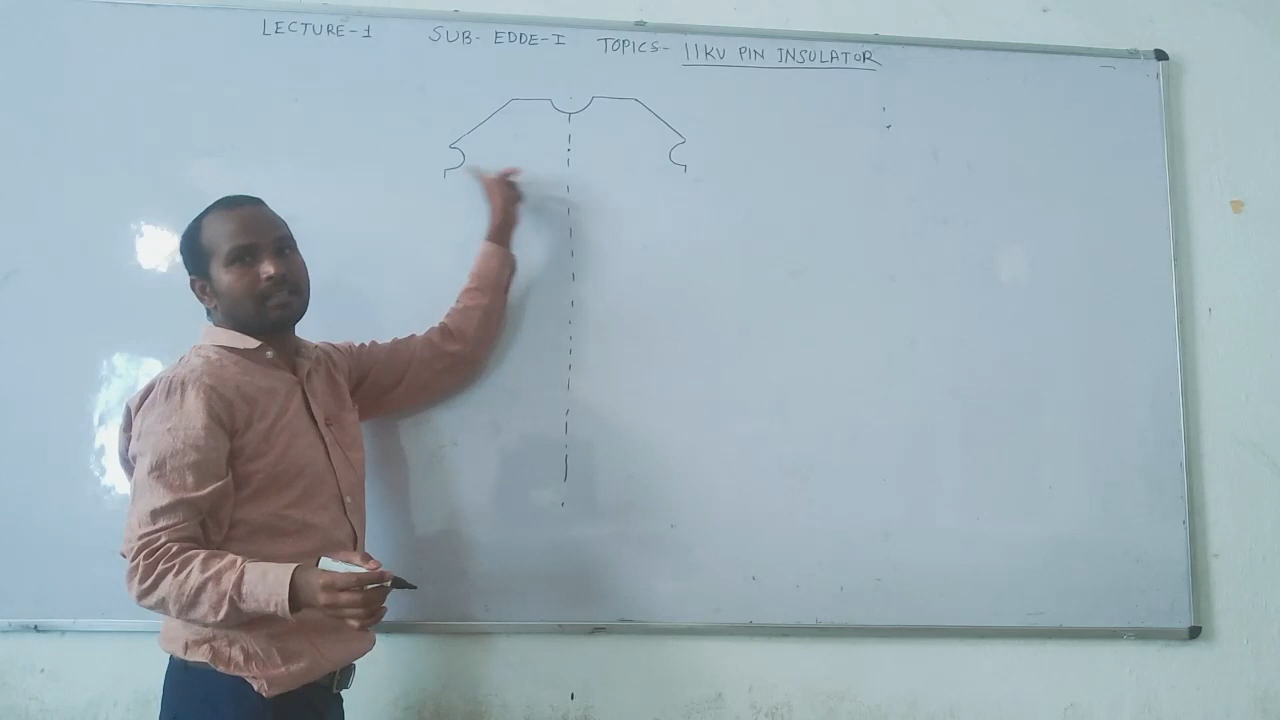 LECTURE-1 SUB- EDDE-I TOPICS- 11KV PIN INSULATOR